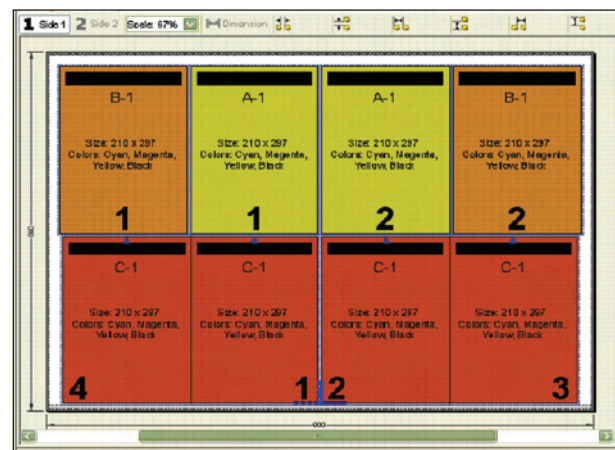 1 Side 1 2 Side 2 Scale: 67% Dimension
B-1 A-1 A-1 B-1
Size: 210 x 297 Size: 210 x 297 Size: 210 x 297 Size: 210 x 297
Colors: Cyan, Magenta, Colors: Cyan, Magenta, Colors: Cyan, Magenta, Colors: Cyan, Magenta,
Yellow, Black Yellow, Black Yellow, Black Yellow, Black
1 1 2 2
C-1 C-1 C-1 C-1
Size: 210 x 297 Size: 210 x 297 Size: 210 x 297 Size: 210 x 297
Colors: Cyan, Magenta, Colors: Cyan, Magenta, Colors: Cyan, Magenta, Colors: Cyan, Magenta,
Yellow, Black Yellow, Black Yellow, Black Yellow, Black
4 1 2 3